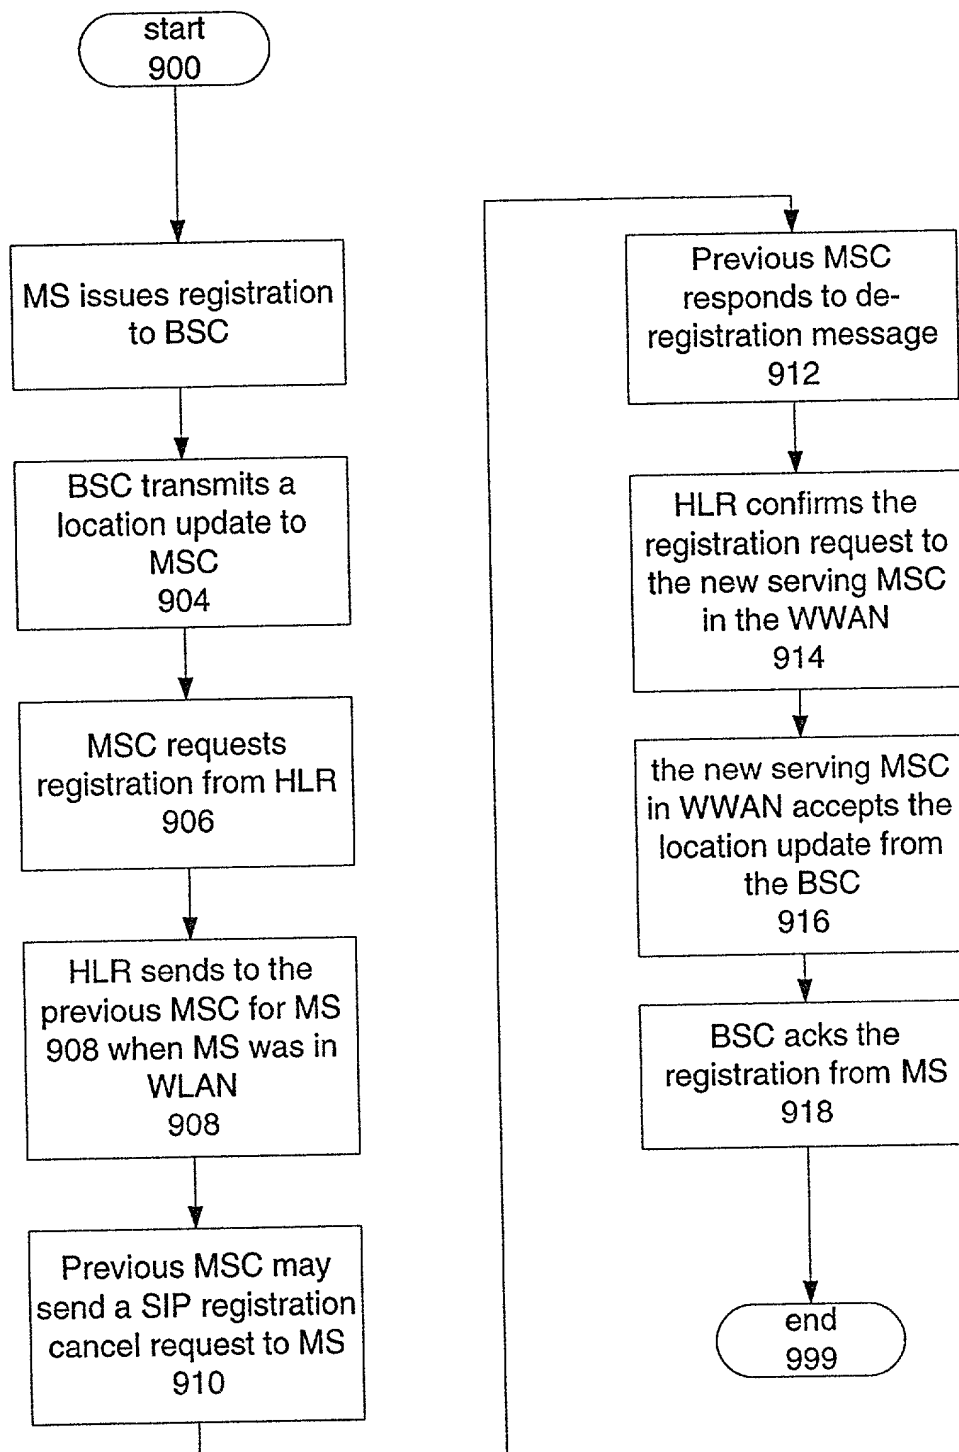 start
900
MS issues registration
to BSC
BSC transmits a
location update to
MSC
904
MSC requests
registration from HLR
906
HLR sends to the
previous MSC for MS
908 when MS was in
WLAN
908
Previous MSC may
send a SIP registration
cancel request to MS
910
Previous MSC
responds to de-
registration message
912
HLR confirms the
registration request to
the new serving MSC
in the WWAN
914
the new serving MSC
in WWAN accepts the
location update from
the BSC
916
BSC acks the
registration from MS
918
end
999